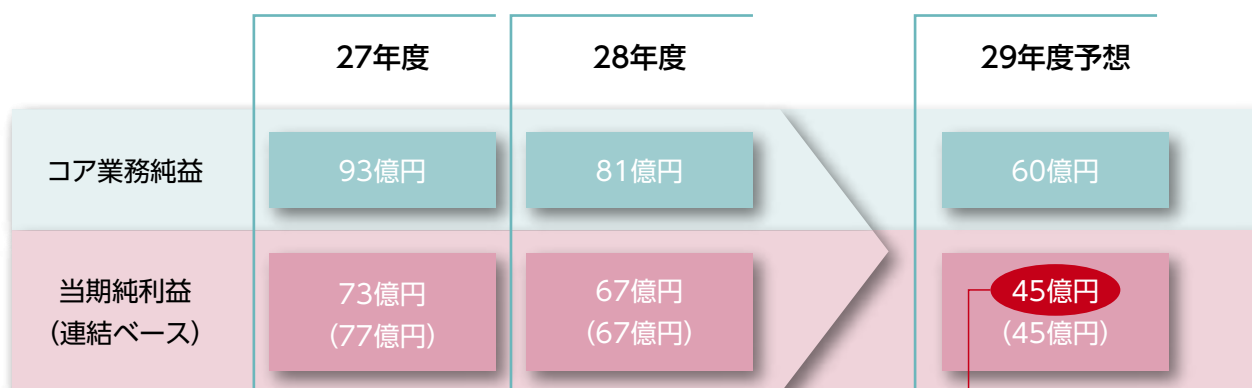 27年度
28年度
29年度予想
コア業務純益
93億円
81億円
60億円
当期純利益
(連結ベース)
73億円
(77億円)
67億円
(67億円)
45億円
(45億円)